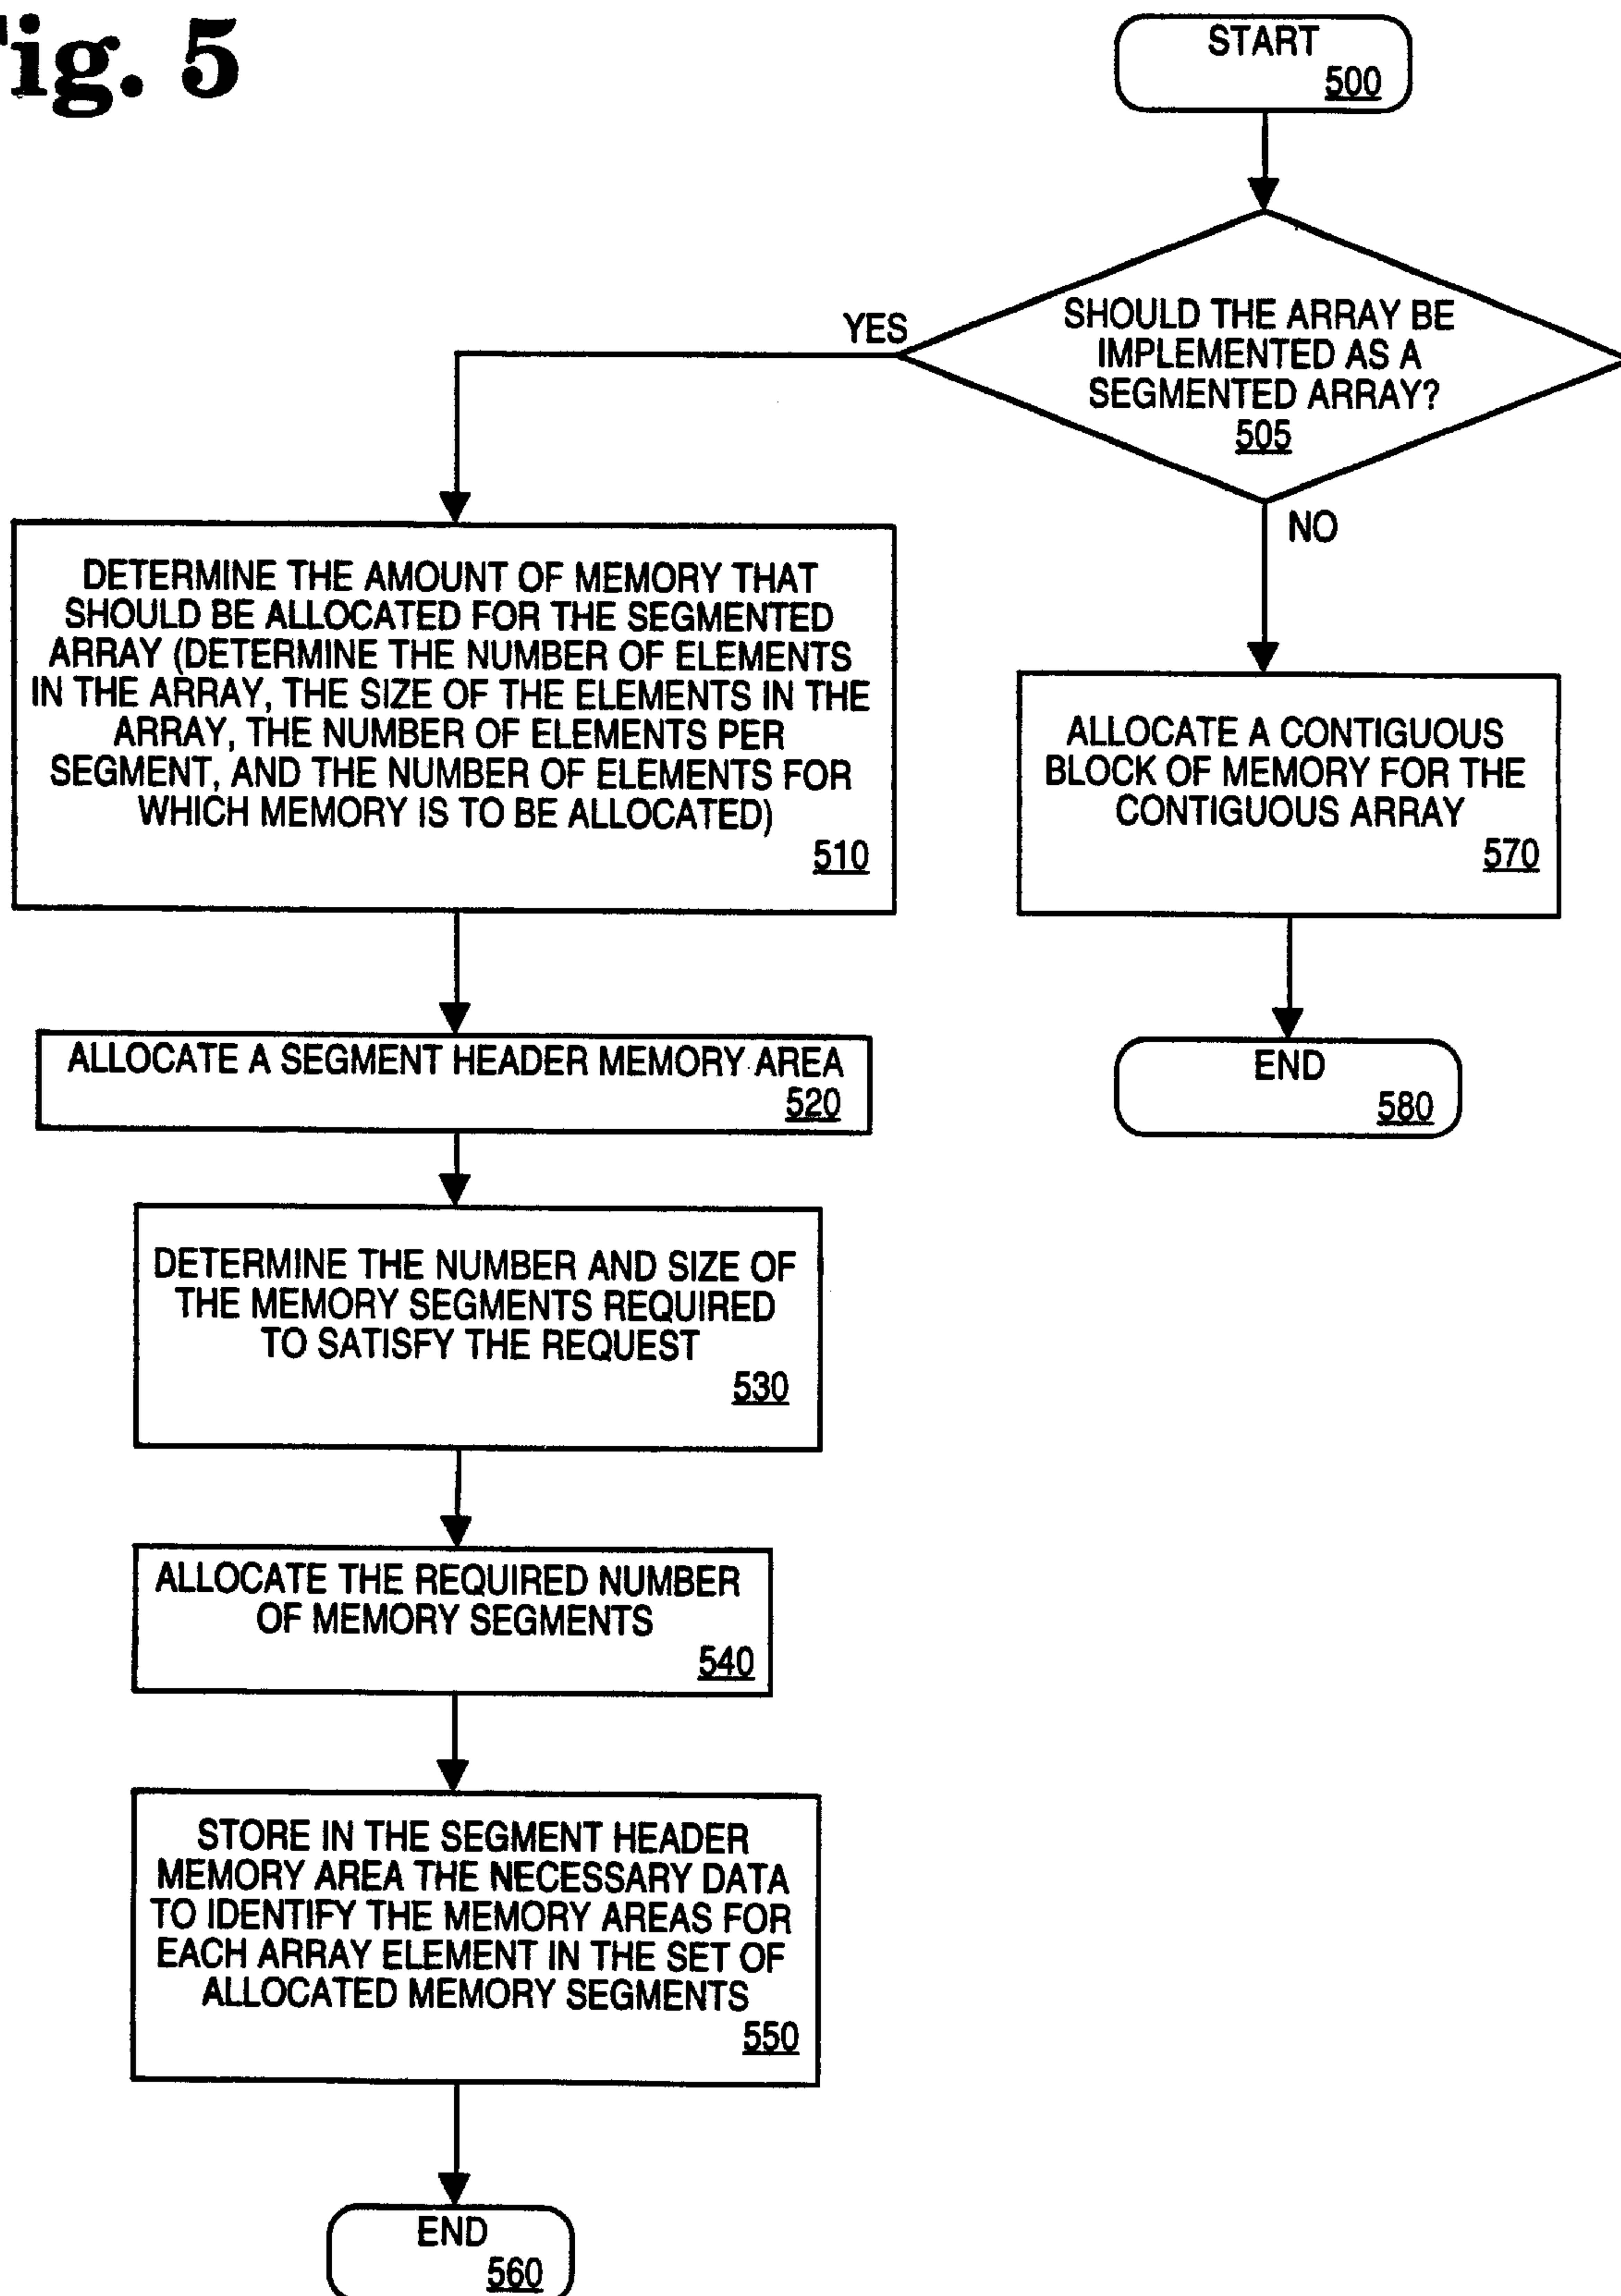 Fig. 5
START
500
SHOULD THE ARRAY BE
IMPLEMENTED AS A
SEGMENTED ARRAY?
505
YES
NO
DETERMINE THE AMOUNT OF MEMORY THAT
SHOULD BE ALLOCATED FOR THE SEGMENTED
ARRAY (DETERMINE THE NUMBER OF ELEMENTS
IN THE ARRAY, THE SIZE OF THE ELEMENTS IN THE
ARRAY, THE NUMBER OF ELEMENTS PER
SEGMENT, AND THE NUMBER OF ELEMENTS FOR
WHICH MEMORY IS TO BE ALLOCATED)
510
ALLOCATE A CONTIGUOUS
BLOCK OF MEMORY FOR THE
CONTIGUOUS ARRAY
570
ALLOCATE A SEGMENT HEADER MEMORY AREA
520
END
580
DETERMINE THE NUMBER AND SIZE OF
THE MEMORY SEGMENTS REQUIRED
TO SATISFY THE REQUEST
530
ALLOCATE THE REQUIRED NUMBER
OF MEMORY SEGMENTS
540
STORE IN THE SEGMENT HEADER
MEMORY AREA THE NECESSARY DATA
TO IDENTIFY THE MEMORY AREAS FOR
EACH ARRAY ELEMENT IN THE SET OF
ALLOCATED MEMORY SEGMENTS
550
END
560